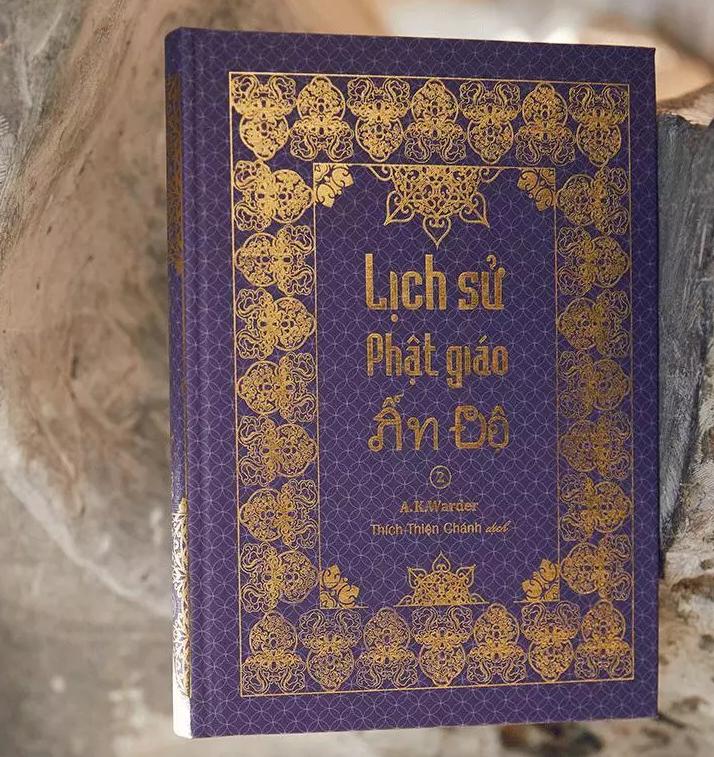 Lịch sử
Phật giáo
Ấn Độ
2
A.K.Warder
Thích Thiện Chánh dịch